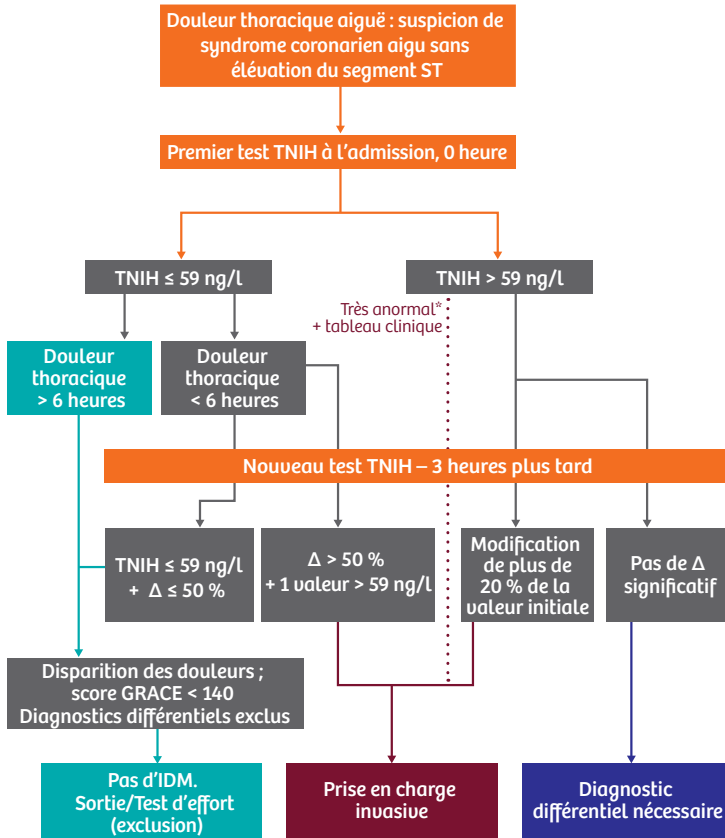 Douleur thoracique aiguë : suspicion de
syndrome coronarien aigu sans
élévation du segment ST
Premier test TNIH à l'admission, 0 heure
TNIH ≤ 59 ng/l
TNIH > 59 ng/l
Très anormal*
+ tableau clinique
Douleur
thoracique
> 6 heures
Douleur
thoracique
< 6 heures
Nouveau test TNIH – 3 heures plus tard
TNIH ≤ 59 ng/l
+ Δ ≤ 50 %
Δ > 50 %
+ 1 valeur > 59 ng/l
Modification
de plus de
20 % de la
valeur initiale
Pas de Δ
significatif
Disparition des douleurs ;
score GRACE < 140
Diagnostics différentiels exclus
Pas d'IDM.
Sortie/Test d'effort
(exclusion)
Prise en charge
invasive
Diagnostic
différentiel nécessaire